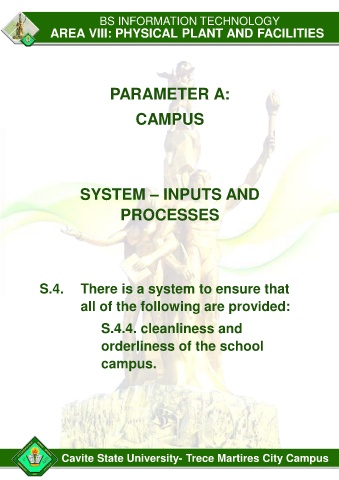 BS INFORMATION TECHNOLOGY
AREA VIII: PHYSICAL PLANT AND FACILITIES
PARAMETER A:
CAMPUS
SYSTEM – INPUTS AND
PROCESSES
S.4. There is a system to ensure that
all of the following are provided:
S.4.4. cleanliness and
orderliness of the school
campus.
Cavite State University- Trece Martires City Campus